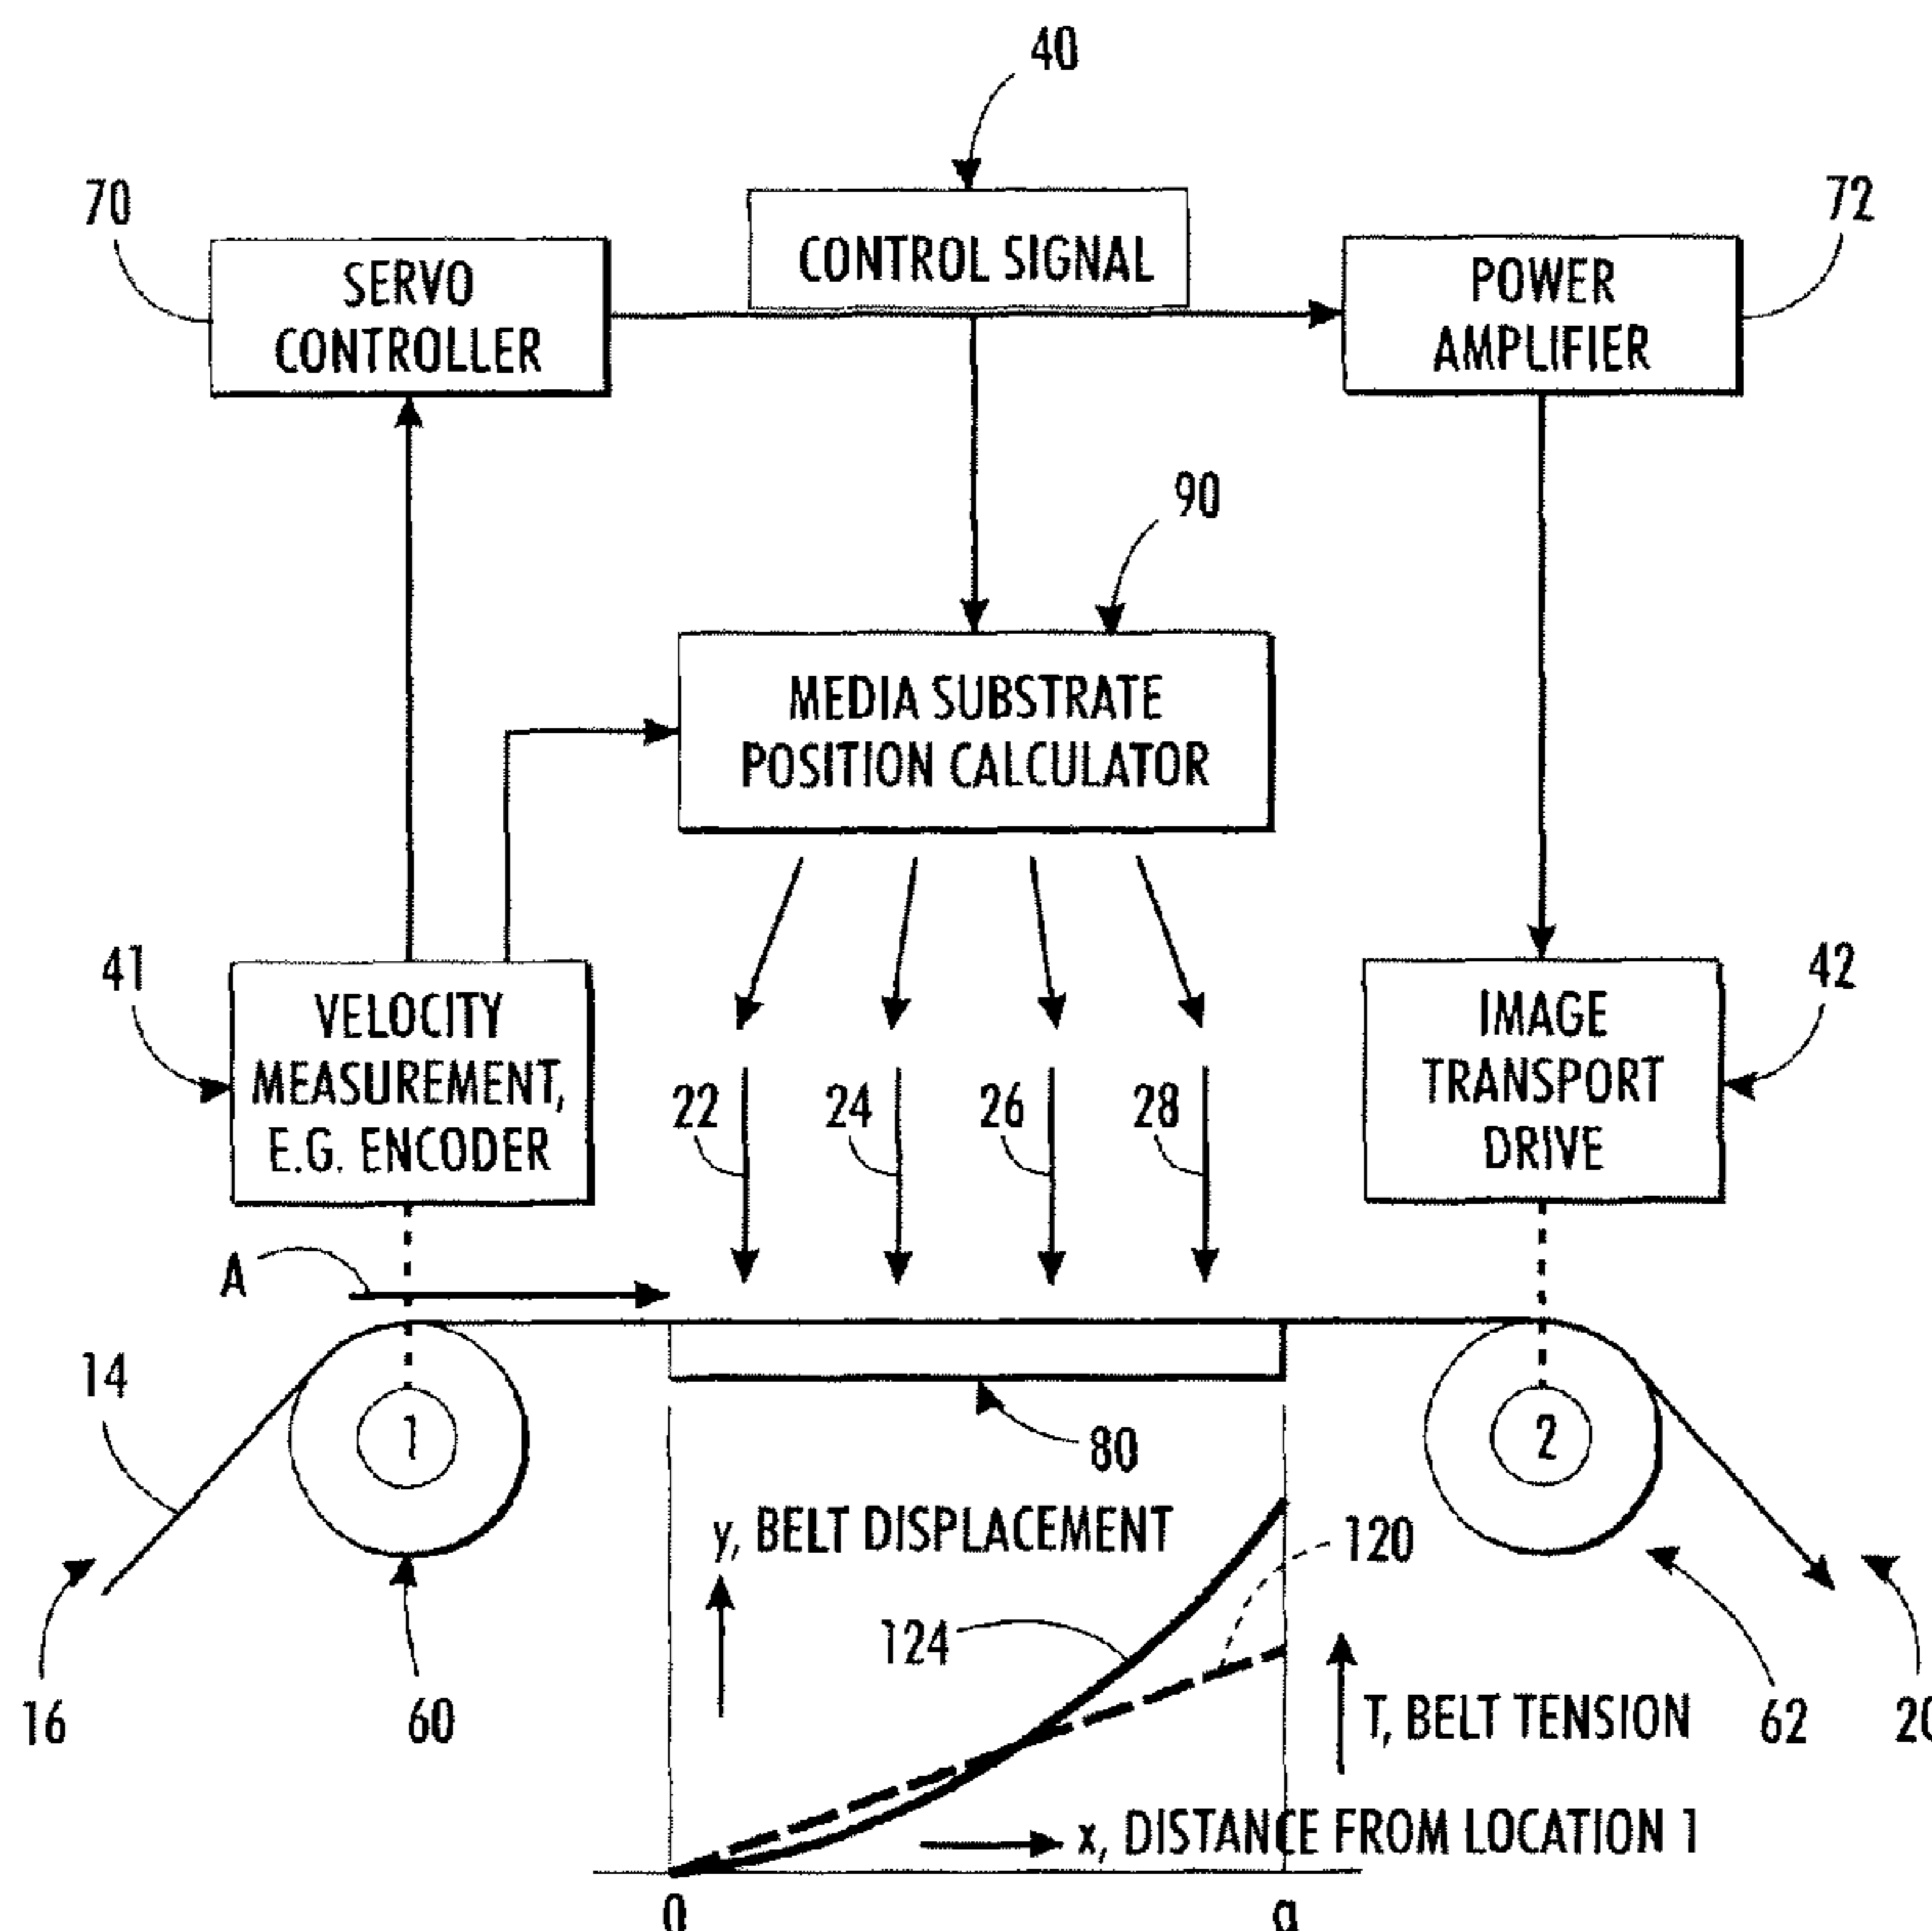 40
70
72
CONTROL SIGNAL
SERVO
CONTROLLER
POWER
AMPLIFIER
90
MEDIA SUBSTRATE
POSITION CALCULATOR
41
42
VELOCITY
MEASUREMENT,
E.G. ENCODER
IMAGE
TRANSPORT
DRIVE
22
24
26
28
A
14
1
2
80
y, BELT DISPLACEMENT
120
124
16
60
T, BELT TENSION
62
20
x, DISTANCE FROM LOCATION 1
0
a